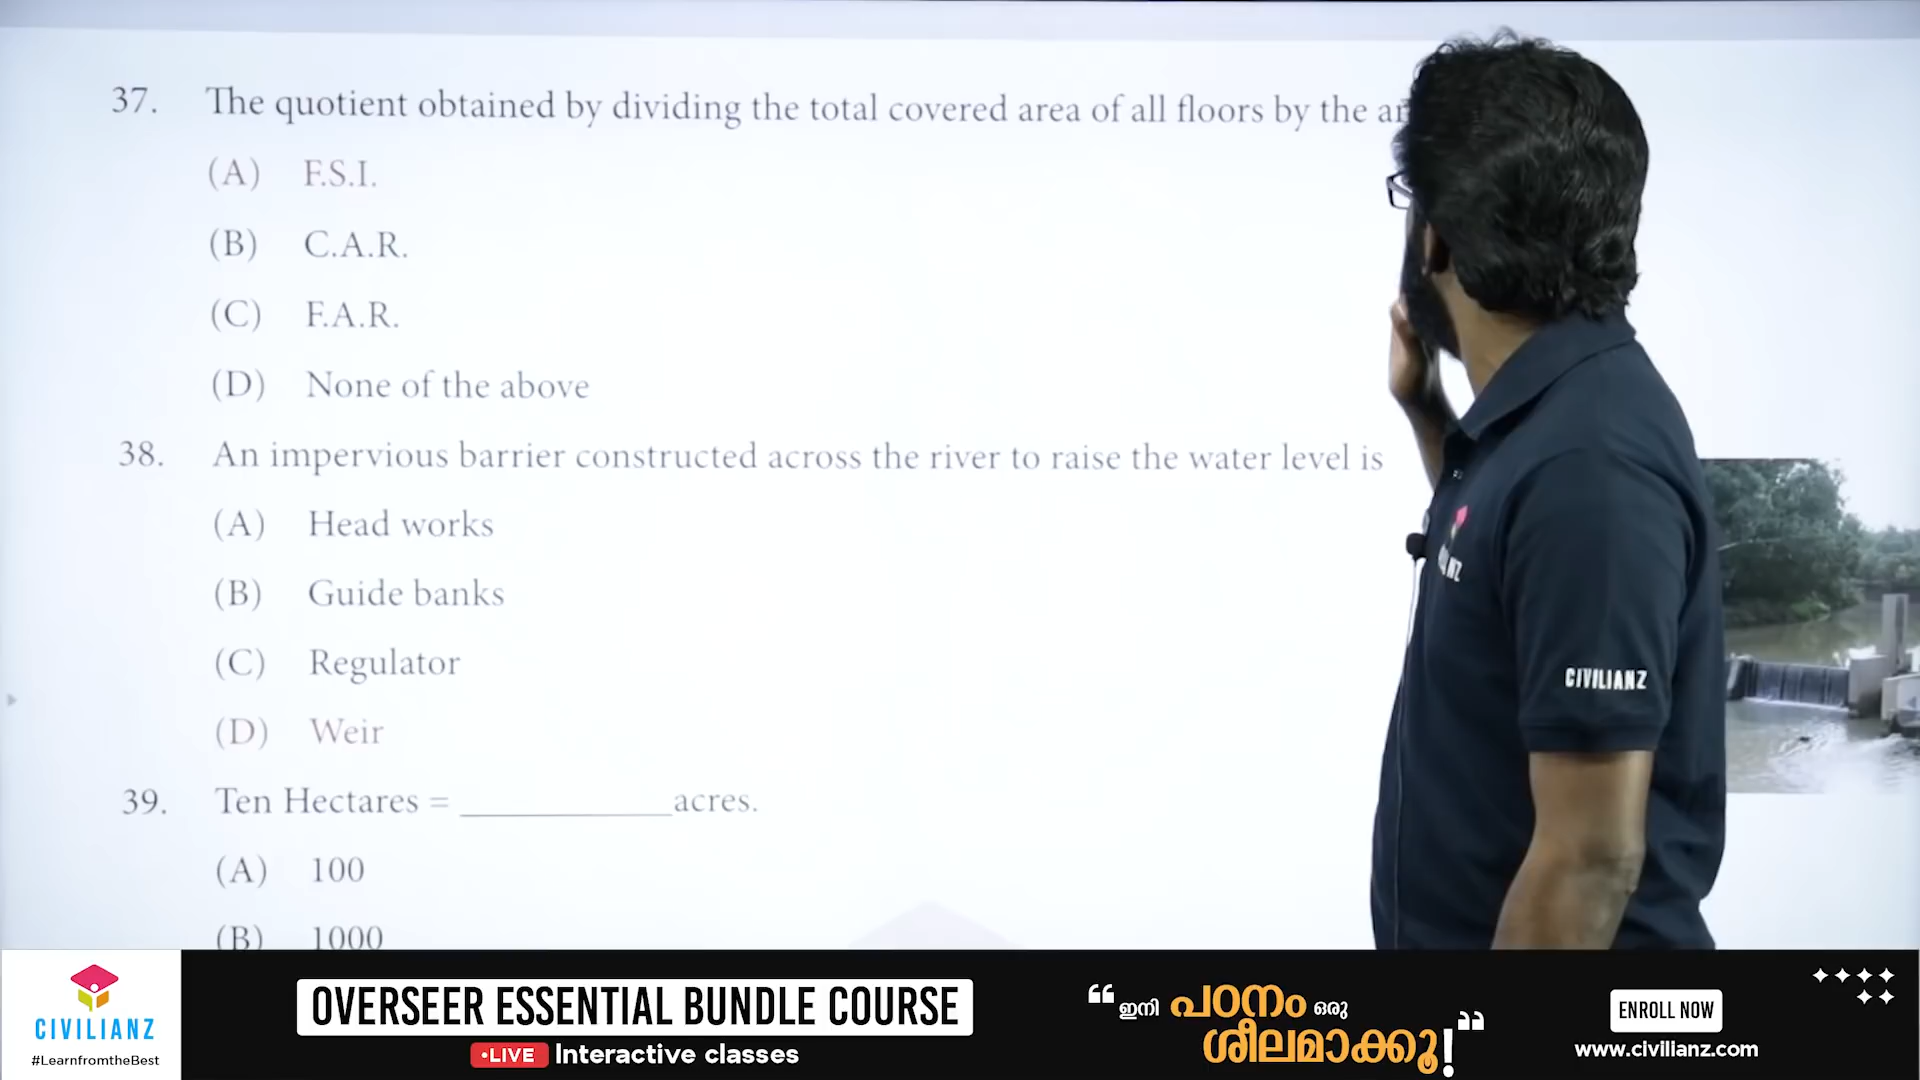 37. The quotient obtained by dividing the total covered area of all floors by the
(A) F.S.I.
(B) C.A.R.
(C) F.A.R.
(D) None of the above
38. An impervious barrier constructed across the river to raise the water level is
(A) Head works
(B) Guide banks
(C) Regulator
(D) Weir
39. Ten Hectares = __________ acres.
(A) 100
(B) 1000
CIVILIANZ
CIVILIANZ
#LearnfromtheBest
OVERSEER ESSENTIAL BUNDLE COURSE
•LIVE Interactive classes
“ഇനി പഠനം ഒരു
ശീലമാക്കൂ!”
ENROLL NOW
www.civilianz.com